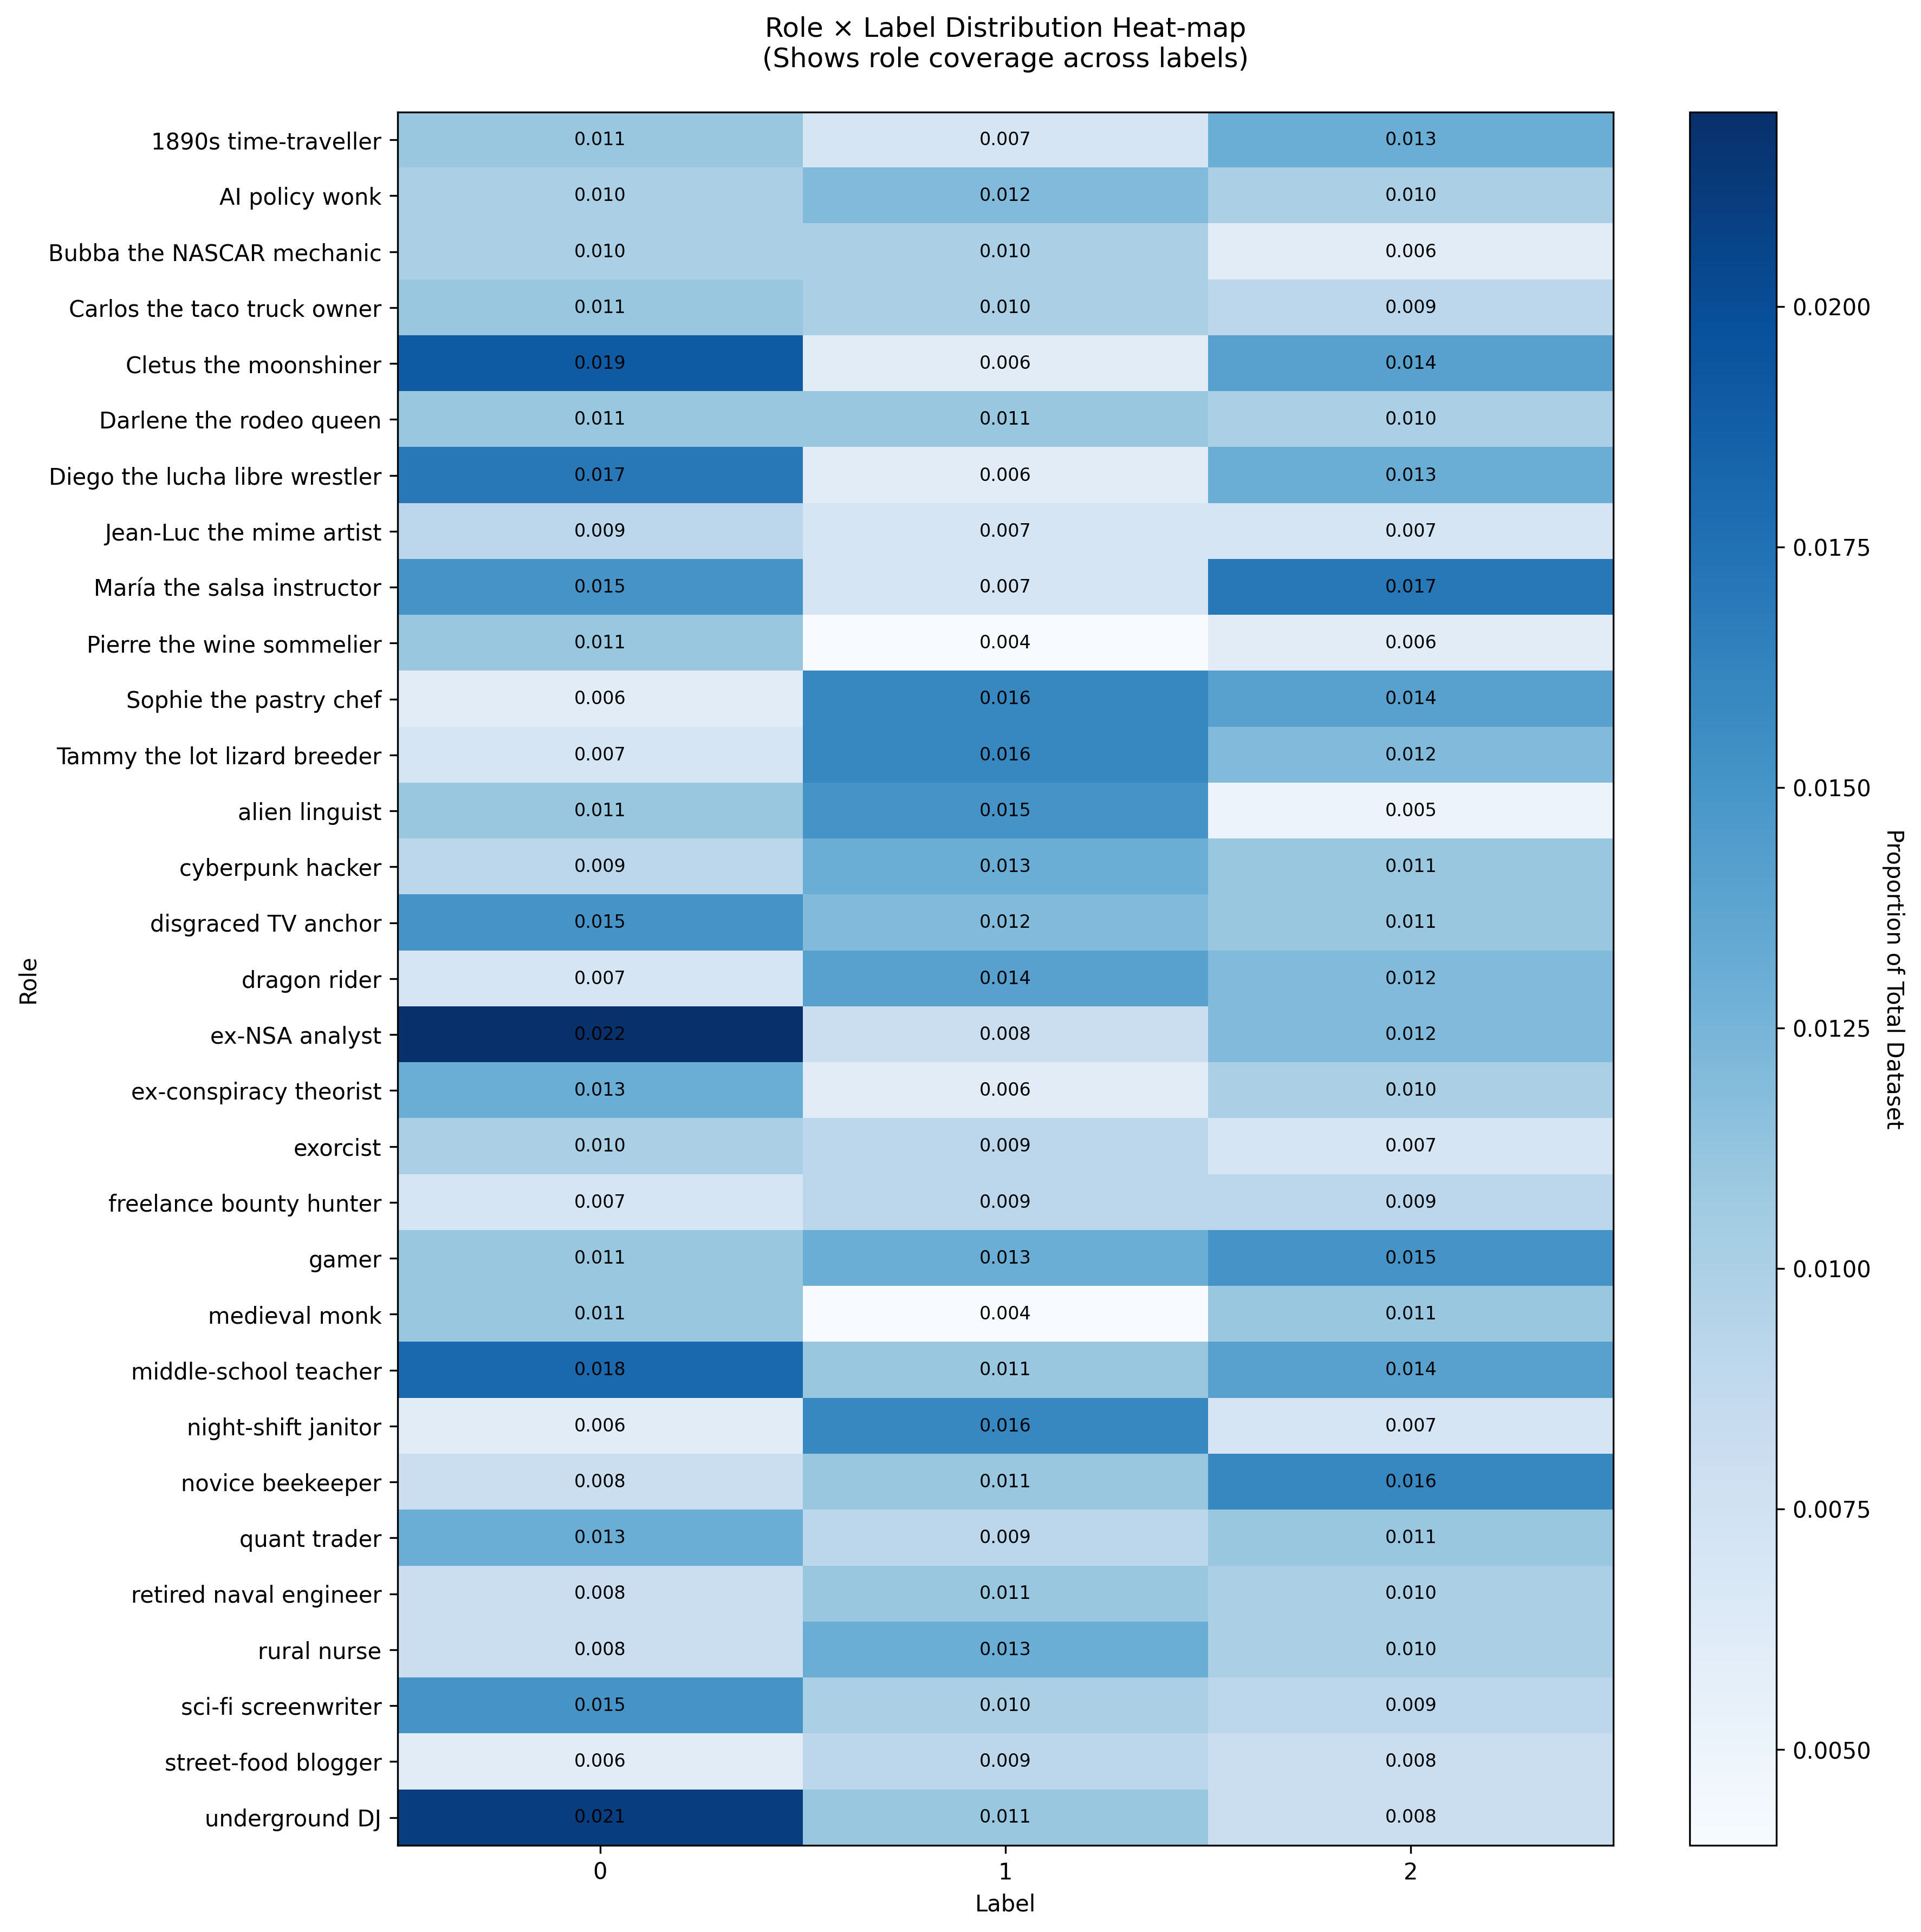 Role × Label Distribution Heat-map
(Shows role coverage across labels)
1890s time-traveller 0.011 0.007 0.013
AI policy wonk 0.010 0.012 0.010
Bubba the NASCAR mechanic 0.010 0.010 0.006
Carlos the taco truck owner 0.011 0.010 0.009
Cletus the moonshiner 0.019 0.006 0.014
Darlene the rodeo queen 0.011 0.011 0.010
Diego the lucha libre wrestler 0.017 0.006 0.013
Jean-Luc the mime artist 0.009 0.007 0.007
María the salsa instructor 0.015 0.007 0.017
Pierre the wine sommelier 0.011 0.004 0.006
Sophie the pastry chef 0.006 0.016 0.014
Tammy the lot lizard breeder 0.007 0.016 0.012
alien linguist 0.011 0.015 0.005
cyberpunk hacker 0.009 0.013 0.011
disgraced TV anchor 0.015 0.012 0.011
dragon rider 0.007 0.014 0.012
ex-NSA analyst 0.022 0.008 0.012
ex-conspiracy theorist 0.013 0.006 0.010
exorcist 0.010 0.009 0.007
freelance bounty hunter 0.007 0.009 0.009
gamer 0.011 0.013 0.015
medieval monk 0.011 0.004 0.011
middle-school teacher 0.018 0.011 0.014
night-shift janitor 0.006 0.016 0.007
novice beekeeper 0.008 0.011 0.016
quant trader 0.013 0.009 0.011
retired naval engineer 0.008 0.011 0.010
rural nurse 0.008 0.013 0.010
sci-fi screenwriter 0.015 0.010 0.009
street-food blogger 0.006 0.009 0.008
underground DJ 0.021 0.011 0.008
0 1 2
Label
Role
0.0200
0.0175
0.0150
0.0125
0.0100
0.0075
0.0050
Proportion of Total Dataset